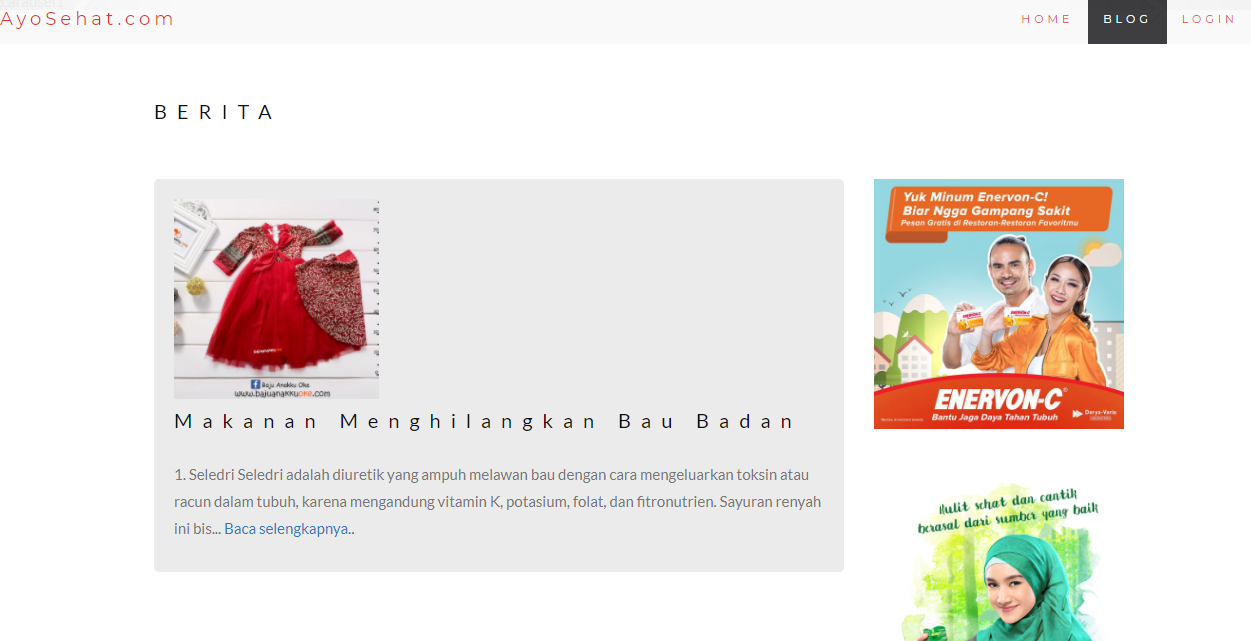 AyoSehat.com
HOME
BLOG
LOGIN
BERITA
Baju Anakku Oke
www.bajuanakkuoke.com
Makanan Menghilangkan Bau Badan
1. Seledri Seledri adalah diuretik yang ampuh melawan bau dengan cara mengeluarkan toksin atau
racun dalam tubuh, karena mengandung vitamin K, potasium, folat, dan fitronutrien. Sayuran renyah
ini bis... Baca selengkapnya..
Yuk Minum Enervon-C!
Biar Ngga Gampang Sakit
Pesan Gratis di Restoran-Restoran Favoritmu
ENERVON-C
ENERVON-C
ENERVON-C®
Bantu Jaga Daya Tahan Tubuh
Darya-Varia
Kulit sehat dan cantik
berasal dari sumber yang baik